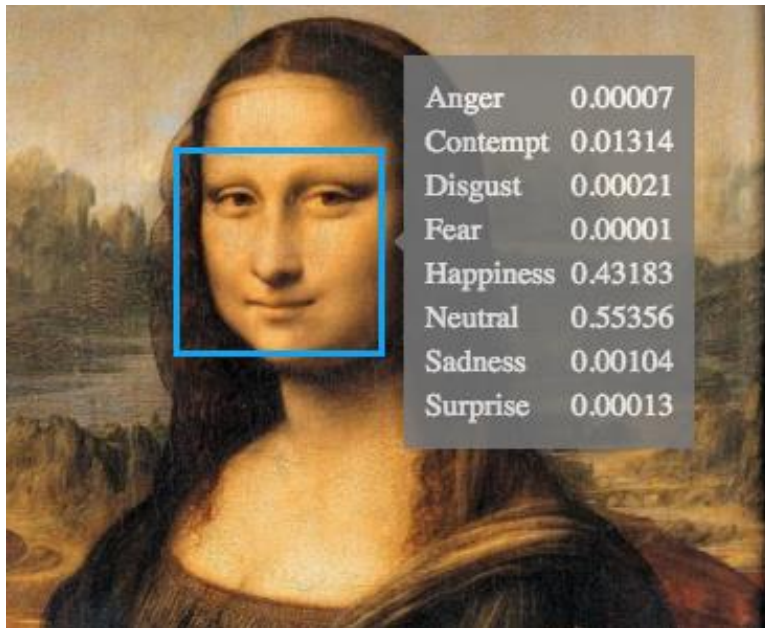 Anger 0.00007
Contempt 0.01314
Disgust 0.00021
Fear 0.00001
Happiness 0.43183
Neutral 0.55356
Sadness 0.00104
Surprise 0.00013